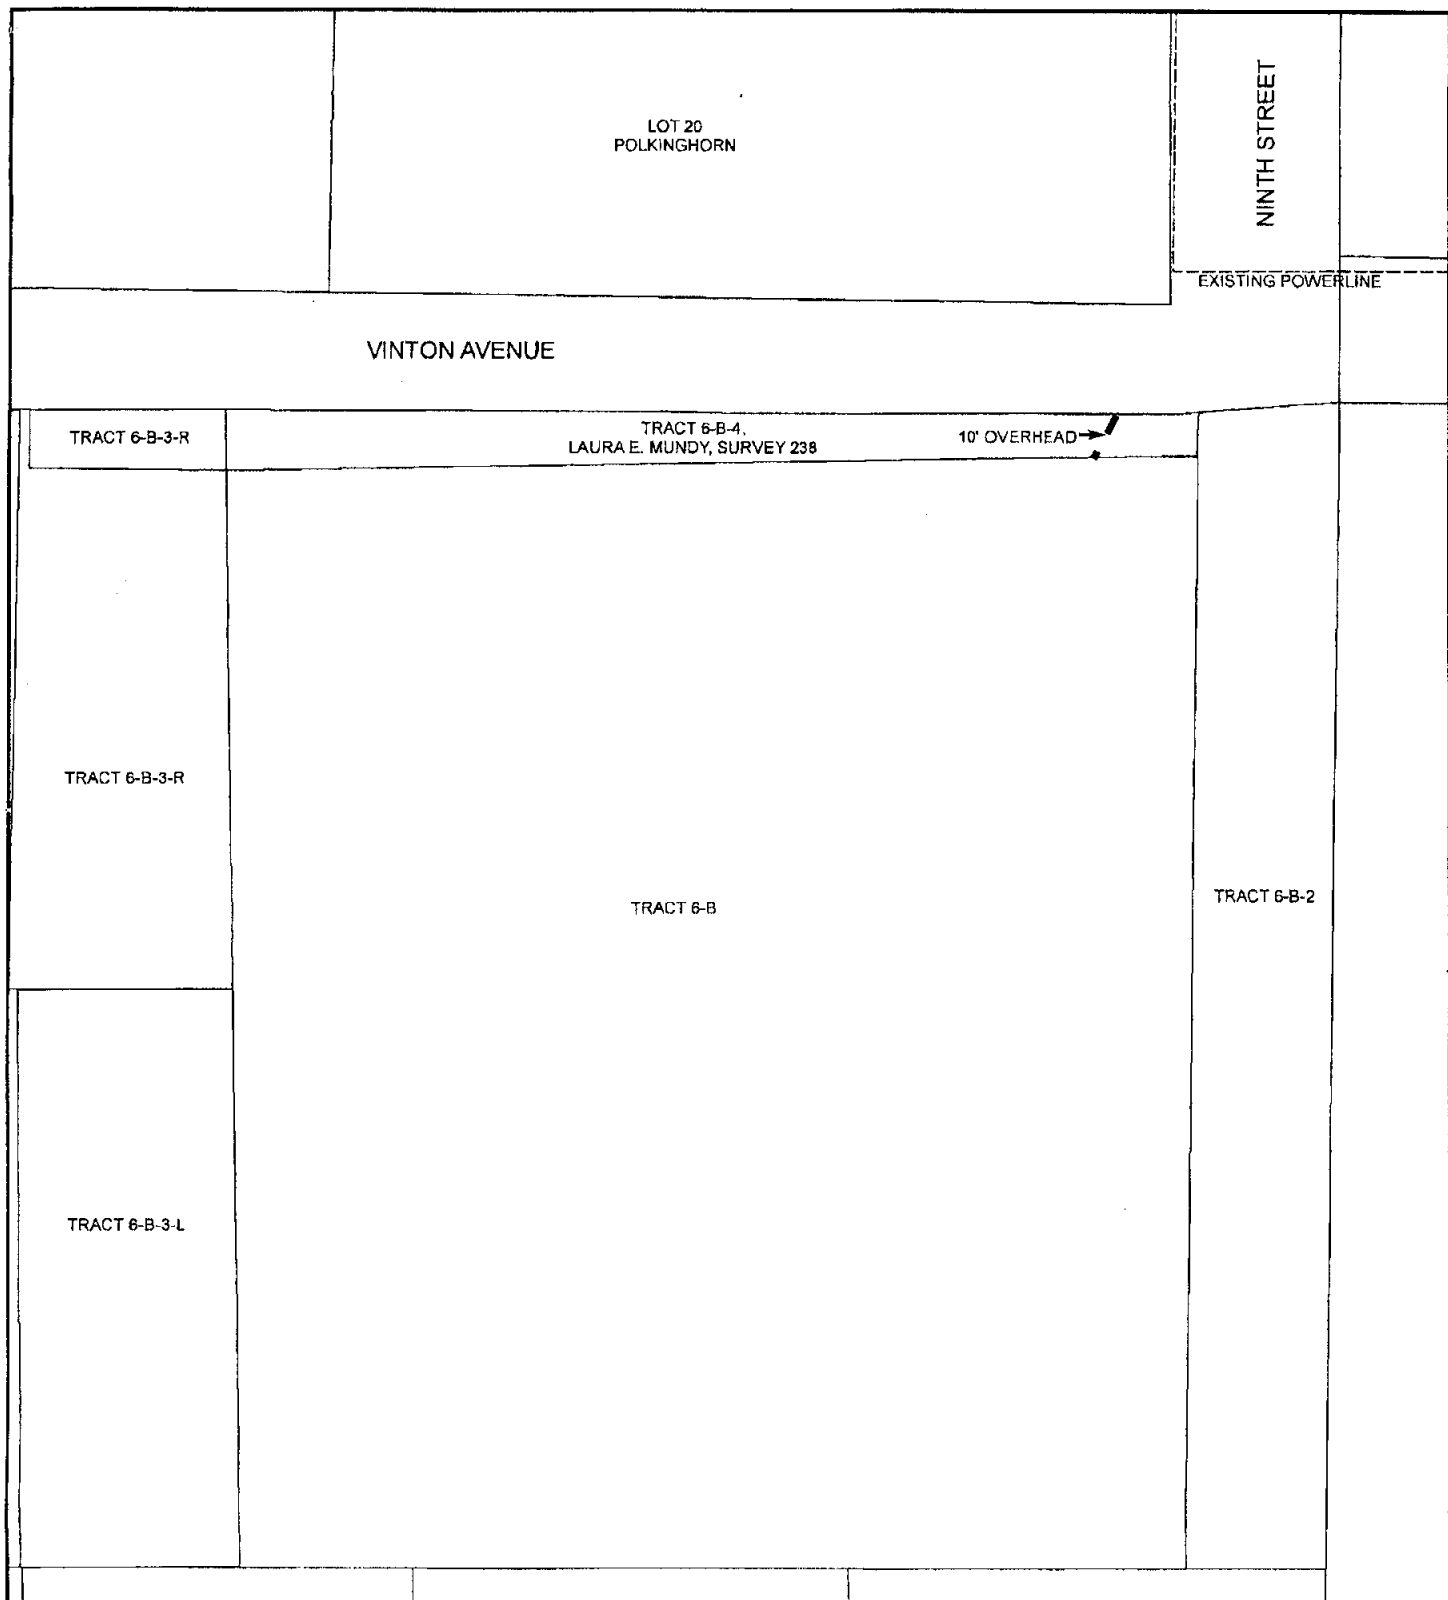 LOT 20
POLKINGHORN
NINTH STREET
EXISTING POWERLINE
VINTON AVENUE
TRACT 6-B-3-R
TRACT 6-B-4,
LAURA E. MUNDY, SURVEY 238
10' OVERHEAD
TRACT 6-B-3-R
TRACT 6-B
TRACT 6-B-2
TRACT 6-B-3-L